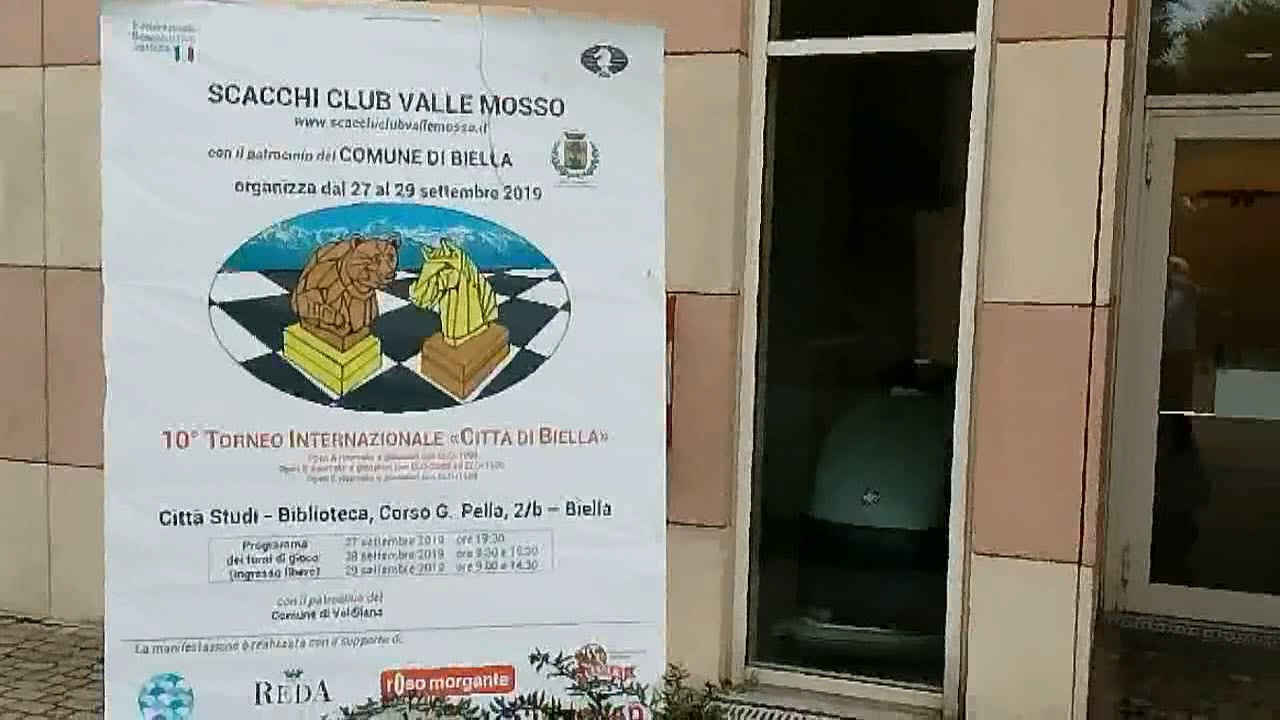 SCACCHI CLUB VALLE MOSSO
www.scacchiclubvallemosso.it
con il patrocinio del COMUNE DI BIELLA
organizza dal 27 al 29 settembre 2019
10° TORNEO INTERNAZIONALE «CITTÀ DI BIELLA»
Città Studi - Biblioteca, Corso G. Pella, 2/b - Biella
Programma 27 settembre 2019 ore 19:30
dei turni di gioco 28 settembre 2019 ore 9.30 e 15.30
(ingresso libero) 29 settembre 2019 ore 9.00 e 14.30
con il patrocinio del
Comune di Valdilana
La manifestazione è realizzata con il supporto di:
REDA
roso morgante